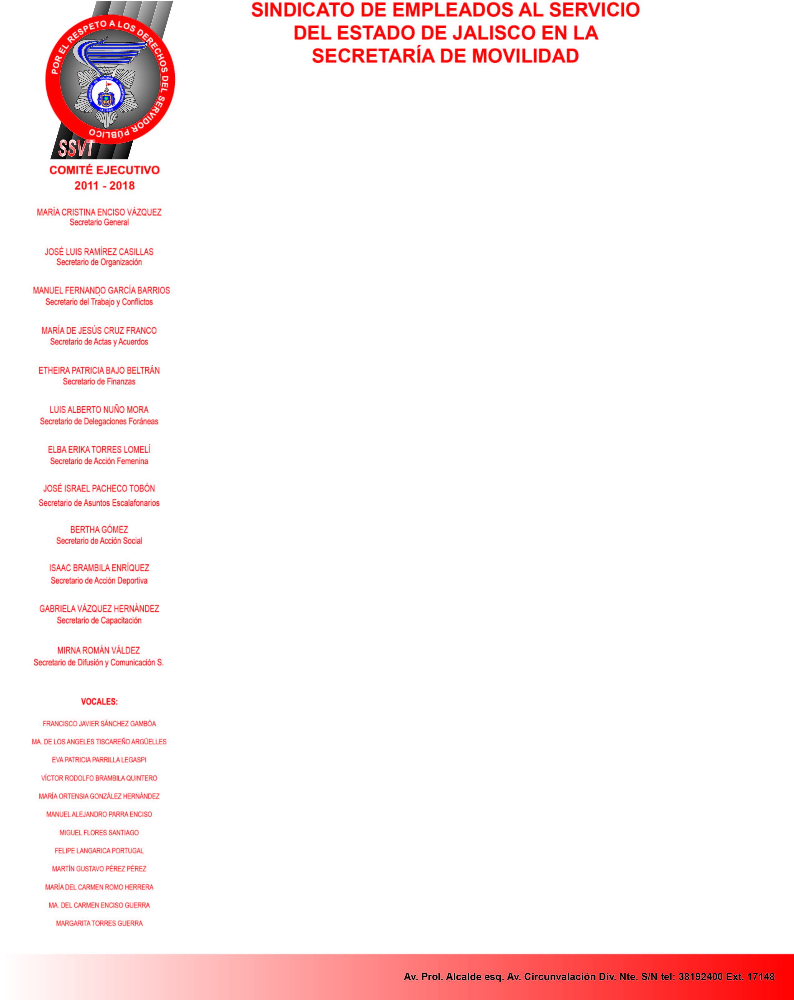 SINDICATO DE EMPLEADOS AL SERVICIO
DEL ESTADO DE JALISCO EN LA
SECRETARÍA DE MOVILIDAD
POR EL RESPETO A LOS DERECHOS DEL SERVIDOR PÚBLICO
SECRETARIA DE VIALIDAD Y TRANSPORTE
JALISCO
SSVT
COMITÉ EJECUTIVO
2011 - 2018
MARÍA CRISTINA ENCISO VÁZQUEZ
Secretario General
JOSÉ LUIS RAMÍREZ CASILLAS
Secretario de Organización
MANUEL FERNANDO GARCÍA BARRIOS
Secretario del Trabajo y Conflictos
MARÍA DE JESÚS CRUZ FRANCO
Secretario de Actas y Acuerdos
ETHEIRA PATRICIA BAJO BELTRÁN
Secretario de Finanzas
LUIS ALBERTO NUÑO MORA
Secretario de Delegaciones Foráneas
ELBA ERIKA TORRES LOMELÍ
Secretario de Acción Femenina
JOSÉ ISRAEL PACHECO TOBÓN
Secretario de Asuntos Escalafonarios
BERTHA GÓMEZ
Secretario de Acción Social
ISAAC BRAMBILA ENRÍQUEZ
Secretario de Acción Deportiva
GABRIELA VÁZQUEZ HERNÀNDEZ
Secretario de Capacitación
MIRNA ROMÁN VÁLDEZ
Secretario de Difusión y Comunicación S.
VOCALES:
FRANCISCO JAVIER SÁNCHEZ GAMBÓA
MA. DE LOS ANGELES TISCAREÑO ARGÜELLES
EVA PATRICIA PARRILLA LEGASPI
VÍCTOR RODOLFO BRAMBILA QUINTERO
MARÍA ORTENSIA GONZÁLEZ HERNÁNDEZ
MANUEL ALEJANDRO PARRA ENCISO
MIGUEL FLORES SANTIAGO
FELIPE LANGARICA PORTUGAL
MARTÍN GUSTAVO PÉREZ PÉREZ
MARÍA DEL CARMEN ROMO HERRERA
MA. DEL CARMEN ENCISO GUERRA
MARGARITA TORRES GUERRA
Av. Prol. Alcalde esq. Av. Circunvalación Div. Nte. S/N tel: 38192400 Ext. 17148